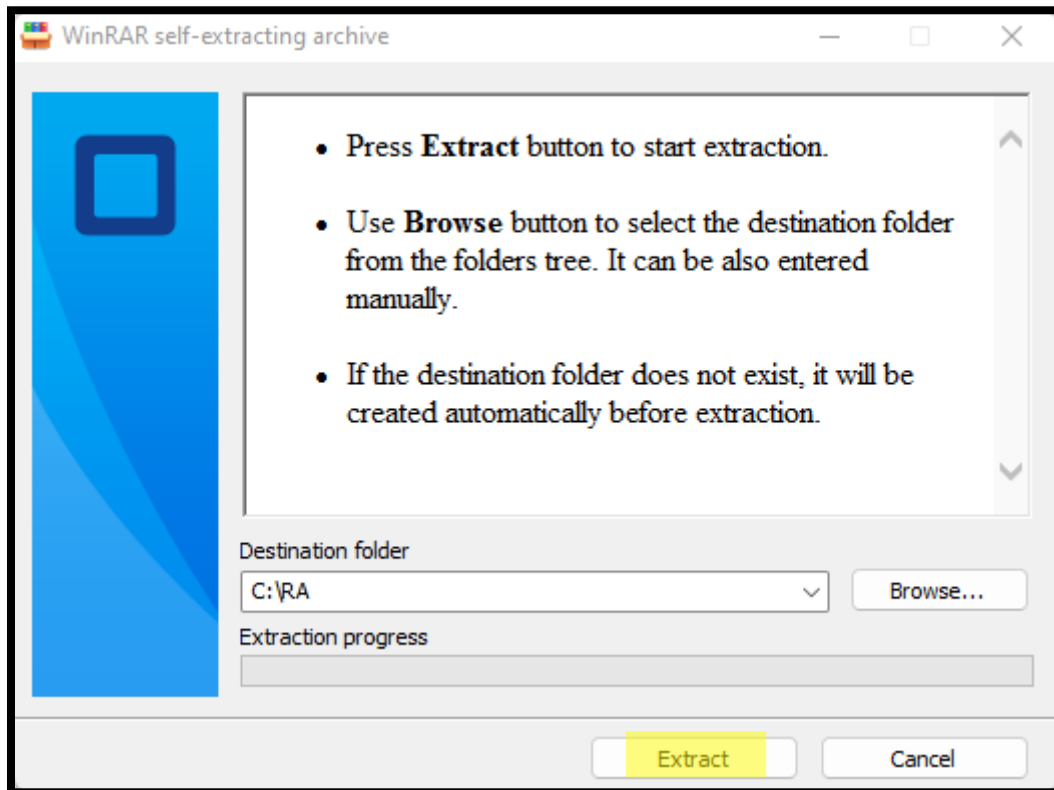 WinRAR self-extracting archive
• Press Extract button to start extraction.
• Use Browse button to select the destination folder
from the folders tree. It can be also entered
manually.
• If the destination folder does not exist, it will be
created automatically before extraction.
Destination folder
C:\RA
Browse...
Extraction progress
Extract
Cancel